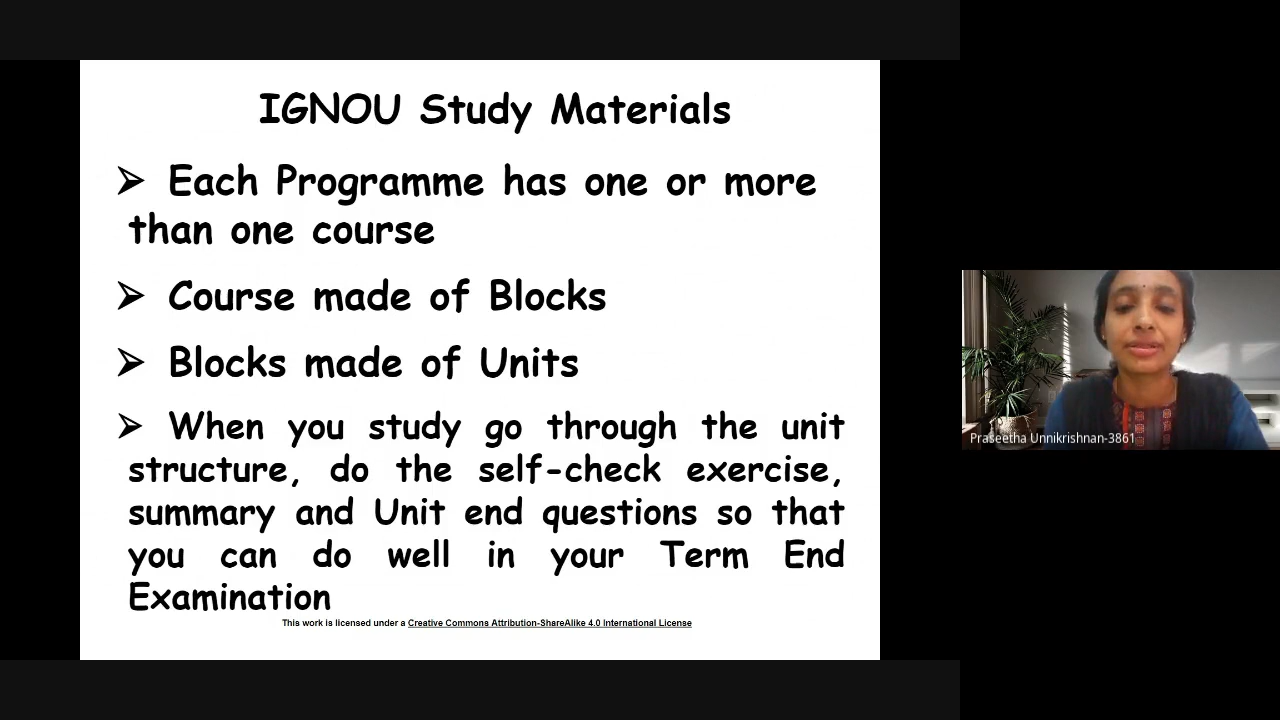 IGNOU Study Materials
➢ Each Programme has one or more
than one course
➢ Course made of Blocks
➢ Blocks made of Units
➢ When you study go through the unit
structure, do the self-check exercise,
summary and Unit end questions so that
you can do well in your Term End
Examination
This work is licensed under a Creative Commons Attribution-ShareAlike 4.0 International License
Praseetha Unnikrishnan-3861